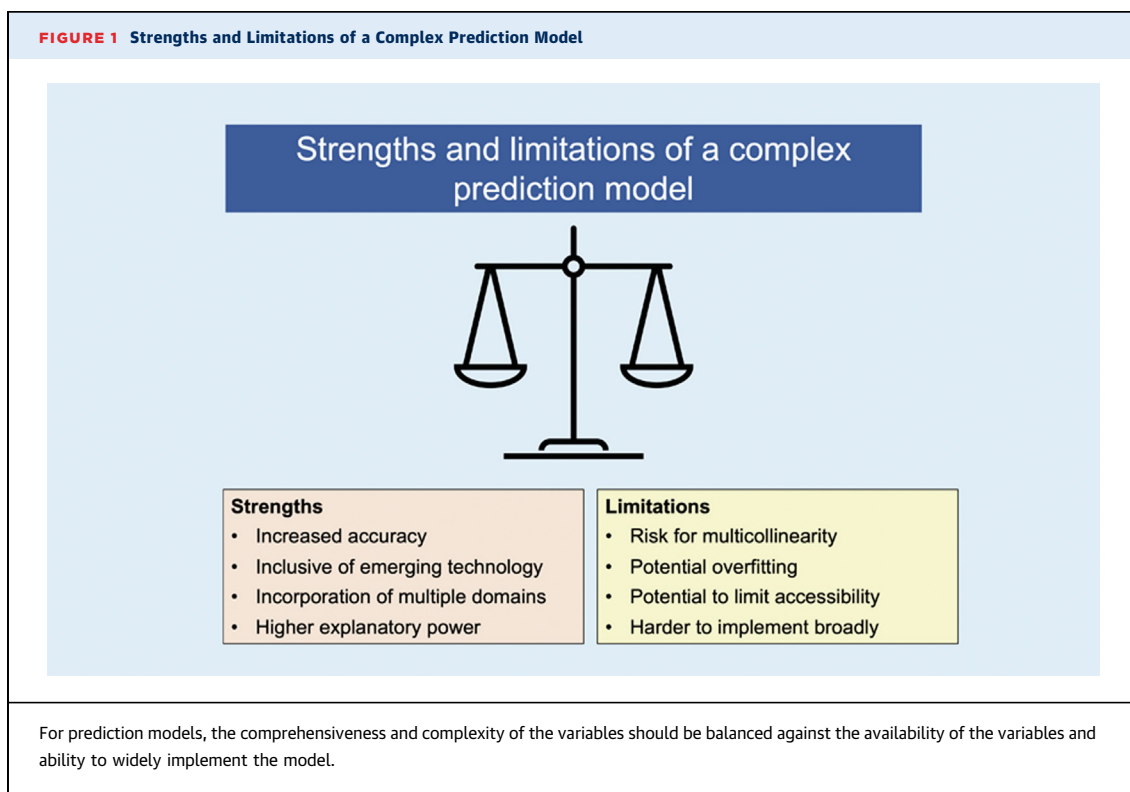 FIGURE 1 Strengths and Limitations of a Complex Prediction Model
Strengths and limitations of a complex
prediction model
Strengths
• Increased accuracy
• Inclusive of emerging technology
• Incorporation of multiple domains
• Higher explanatory power
Limitations
• Risk for multicollinearity
• Potential overfitting
• Potential to limit accessibility
• Harder to implement broadly
For prediction models, the comprehensiveness and complexity of the variables should be balanced against the availability of the variables and
ability to widely implement the model.